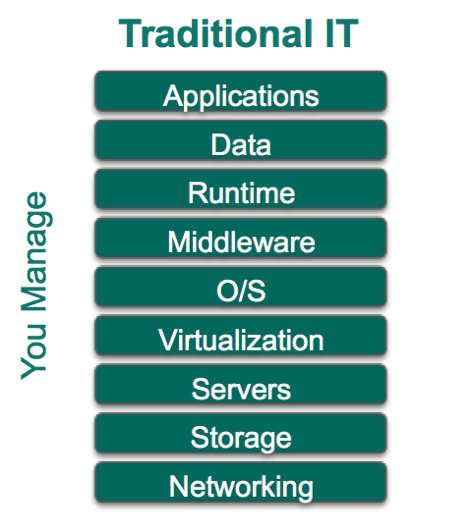 Traditional IT
You Manage
Applications
Data
Runtime
Middleware
O/S
Virtualization
Servers
Storage
Networking